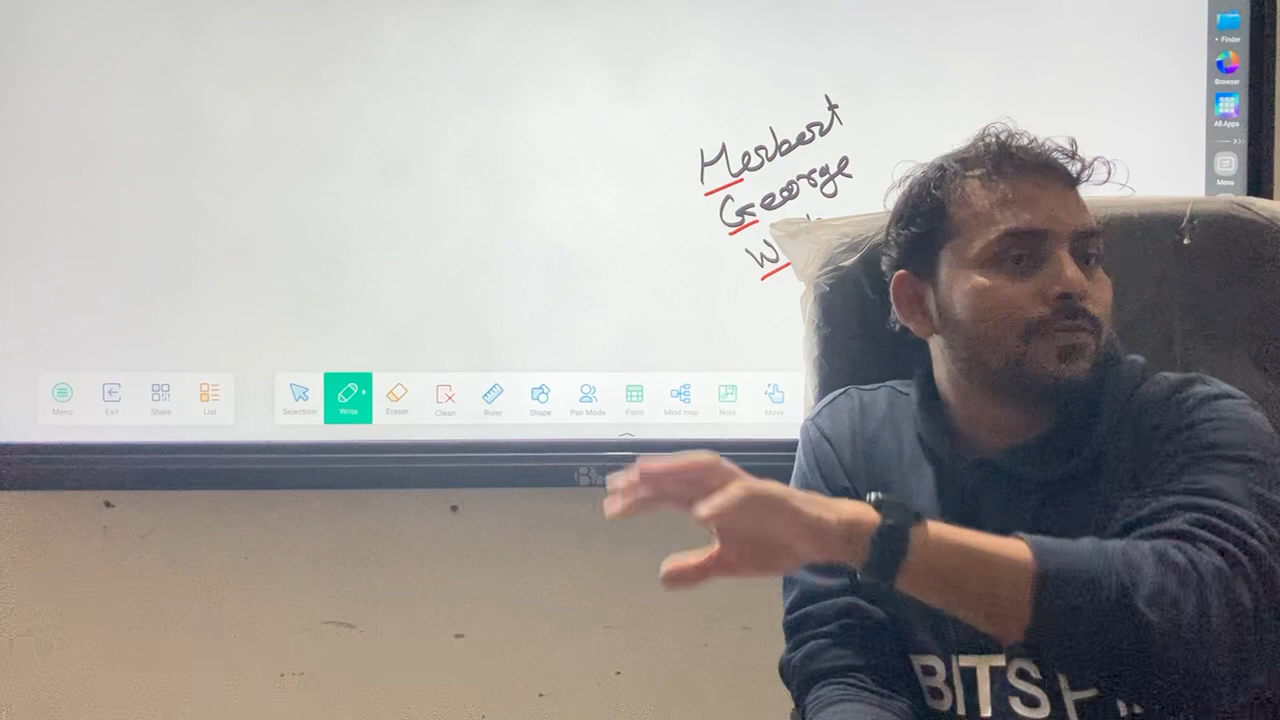 Herbert
George
W
Finder
Browser
All Apps
Menu
Menu
Exit
Share
List
Selection
Write
Eraser
Clean
Ruler
Shape
Pair Mode
Form
Mind map
Note
Move
BITS